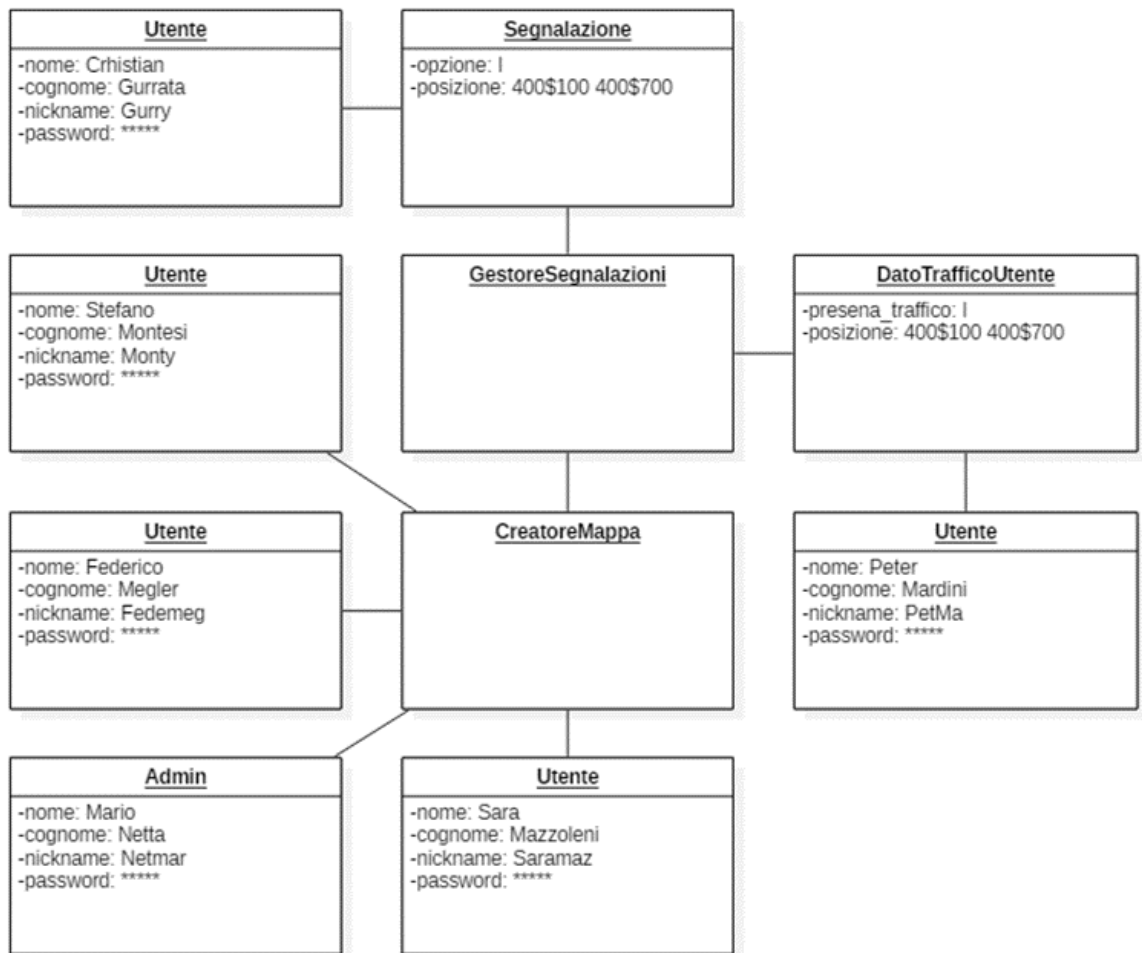 Utente
-nome: Crhistian
-cognome: Gurrata
-nickname: Gurry
-password: *****
Segnalazione
-opzione: I
-posizione: 400$100 400$700
Utente
-nome: Stefano
-cognome: Montesi
-nickname: Monty
-password: *****
GestoreSegnalazioni
DatoTrafficoUtente
-presena_traffico: I
-posizione: 400$100 400$700
Utente
-nome: Federico
-cognome: Megler
-nickname: Fedemeg
-password: *****
CreatoreMappa
Utente
-nome: Peter
-cognome: Mardini
-nickname: PetMa
-password: *****
Admin
-nome: Mario
-cognome: Netta
-nickname: Netmar
-password: *****
Utente
-nome: Sara
-cognome: Mazzoleni
-nickname: Saramaz
-password: *****